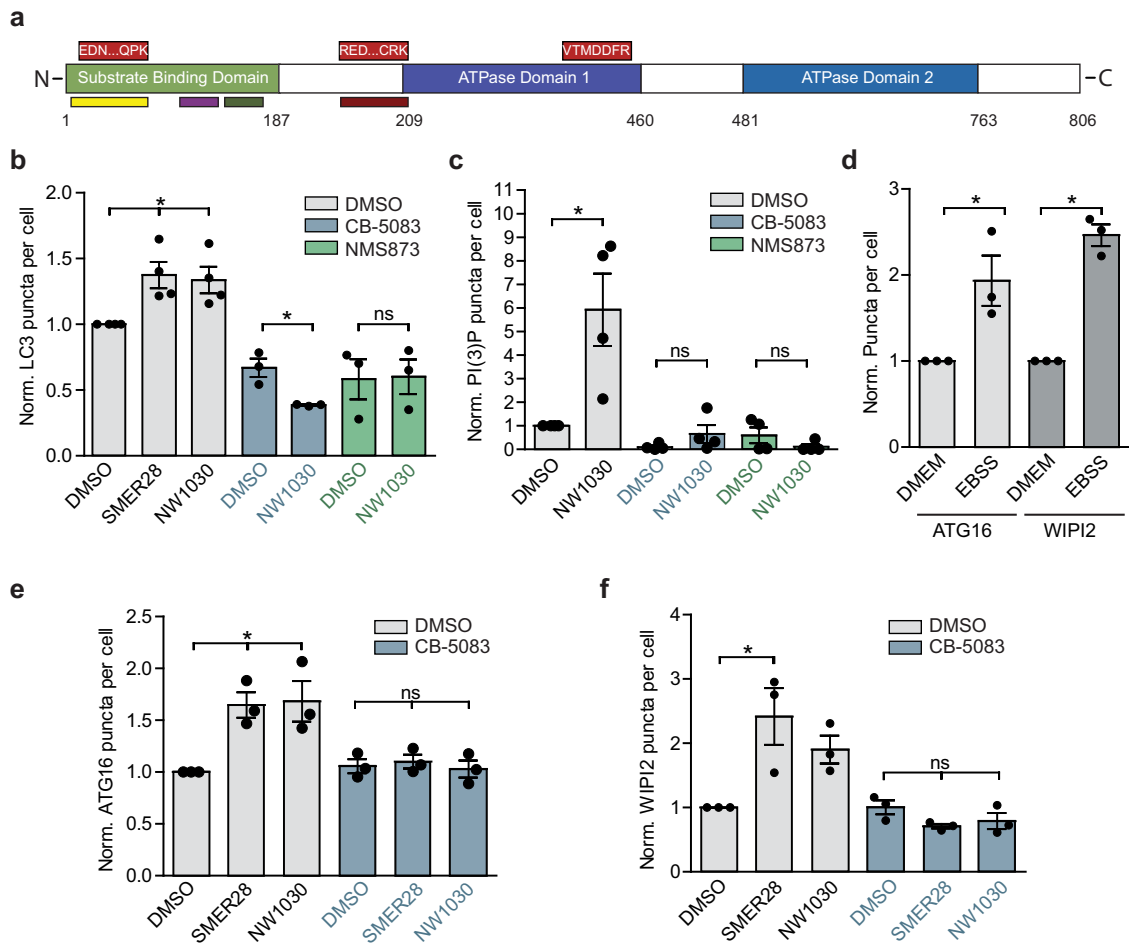 a
EDN...QPK RED...CRK VTMDDFR
N– Substrate Binding Domain ATPase Domain 1 ATPase Domain 2 –C
1 187 209 460 481 763 806
b
Norm. LC3 puncta per cell
2.0
1.5
1.0
0.5
0.0
* * ns
DMSO
CB-5083
NMS873
DMSO SMER28 NW1030 DMSO NW1030 DMSO NW1030
c
Norm. PI(3)P puncta per cell
11
10
9
8
7
6
5
4
3
2
1
0
* ns ns
DMSO
CB-5083
NMS873
DMSO NW1030 DMSO NW1030 DMSO NW1030
d
Norm. Puncta per cell
3
2
1
0
* *
DMEM EBSS DMEM EBSS
ATG16 WIPI2
e
Norm. ATG16 puncta per cell
2.5
2.0
1.5
1.0
0.5
0.0
* ns
DMSO
CB-5083
DMSO SMER28 NW1030 DMSO SMER28 NW1030
f
Norm. WIPI2 puncta per cell
4
3
2
1
0
* ns
DMSO
CB-5083
DMSO SMER28 NW1030 DMSO SMER28 NW1030